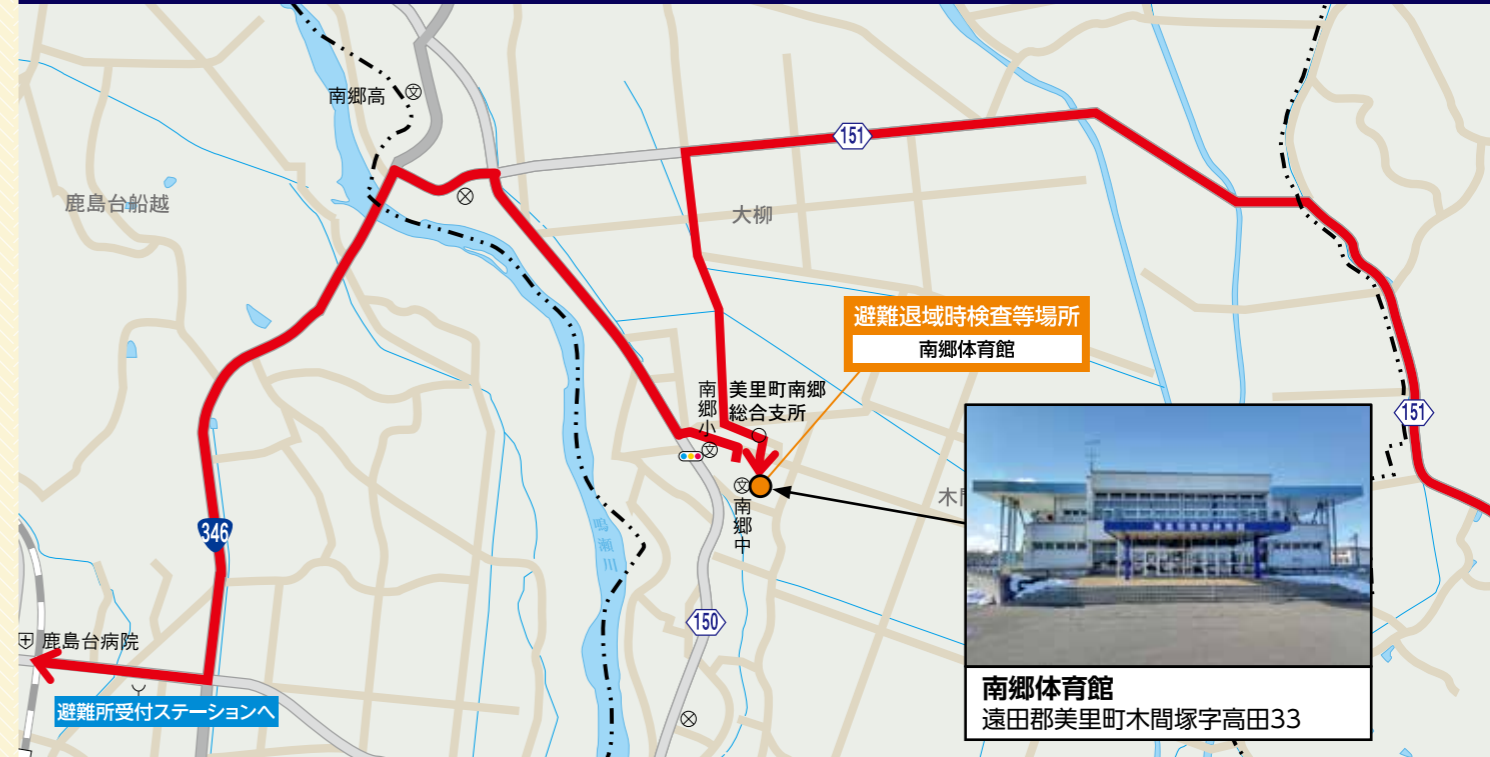 南郷高
151
鹿島台船越
大柳
避難退域時検査等場所
南郷体育館
南郷小
美里町南郷
総合支所
151
南郷中
木間
346
鳴瀬川
150
鹿島台病院
避難所受付ステーションへ
南郷体育館
遠田郡美里町木間塚字高田33